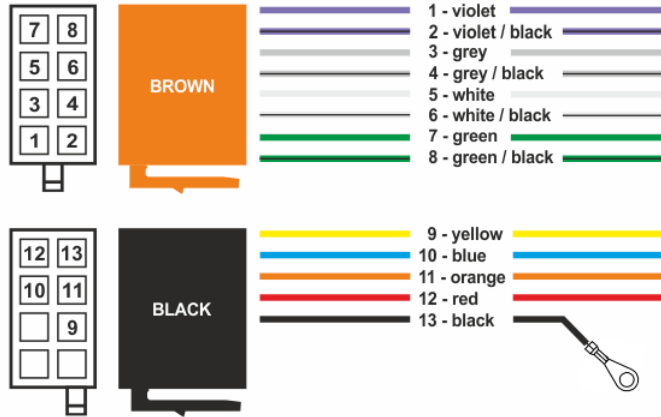 7 8
5 6
3 4
1 2
BROWN
1 - violet
2 - violet / black
3 - grey
4 - grey / black
5 - white
6 - white / black
7 - green
8 - green / black
12 13
10 11
9
BLACK
9 - yellow
10 - blue
11 - orange
12 - red
13 - black